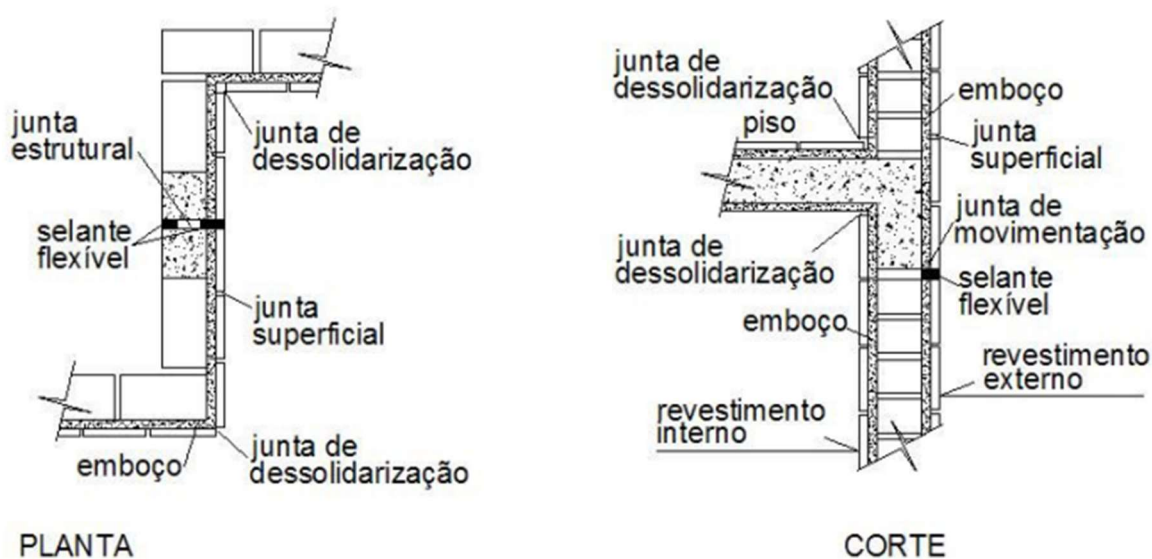 junta
estrutural
selante
flexível
junta de
dessolidarização
junta
superficial
emboço
junta de
dessolidarização
PLANTA
junta de
dessolidarização
piso
emboço
junta
superficial
junta de
movimentação
junta de
dessolidarização
selante
flexível
emboço
revestimento
externo
revestimento
interno
CORTE